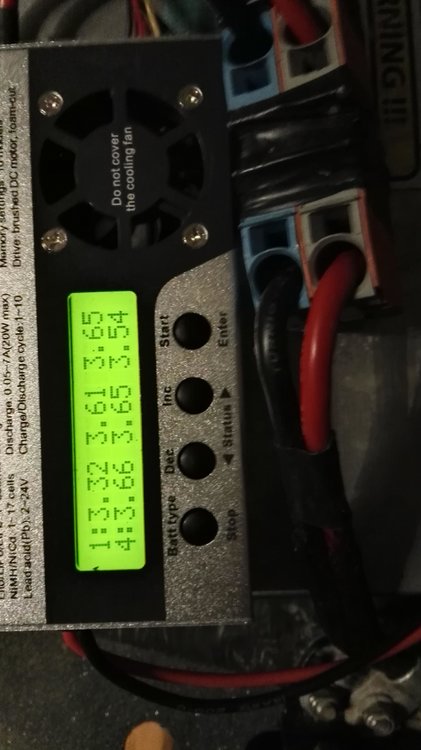 Do not cover
the cooling fan
Memory settings
Drive: brushed DC motor, foam-cut
Discharge: 0.05~7A(20W max)
Charge/Discharge cycle 1~10
NiMH/NiCd: 1~17 cells
Lead acid(Pb): 2~24V
1:3.32 3.61 3.65
4:3.66 3.65 3.54
Batt type Dec Inc Start
Stop ◀ Status ▶ Enter
RNING !!!